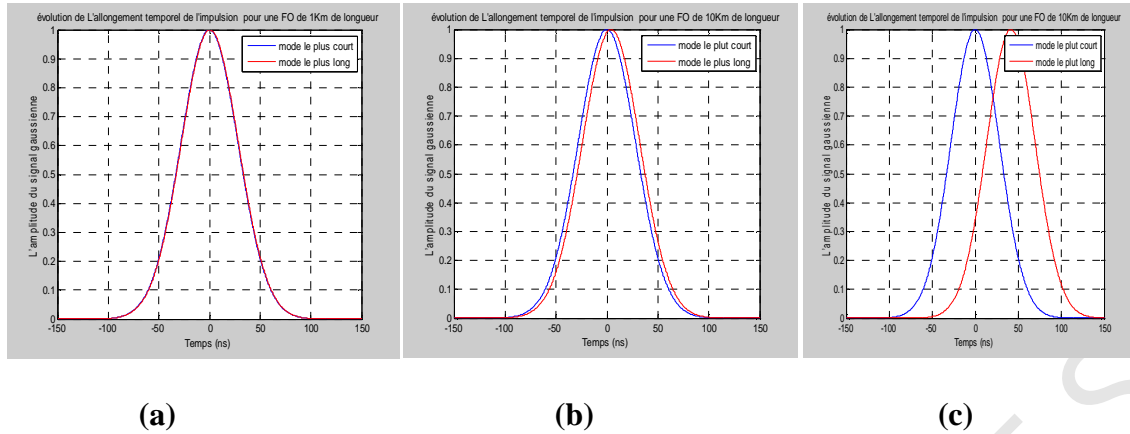 évolution de L'allongement temporel de l'impulsion pour une FO de 1Km de longueur
mode le plus court
mode le plus long
L'amplitude du signal gaussienne
1
0.9
0.8
0.7
0.6
0.5
0.4
0.3
0.2
0.1
0
-150 -100 -50 0 50 100 150
Temps (ns)
(a)
évolution de L'allongement temporel de l'impulsion pour une FO de 10Km de longueur
mode le plut court
mode le plus long
L'amplitude du signal gaussienne
1
0.9
0.8
0.7
0.6
0.5
0.4
0.3
0.2
0.1
0
-150 -100 -50 0 50 100 150
Temps (ns)
(b)
évolution de L'allongement temporel de l'impulsion pour une FO de 10Km de longueur
mode le plut court
mode le plut long
L'amplitude du signal gaussienne
1
0.9
0.8
0.7
0.6
0.5
0.4
0.3
0.2
0.1
0
-150 -100 -50 0 50 100 150
Temps (ns)
(c)